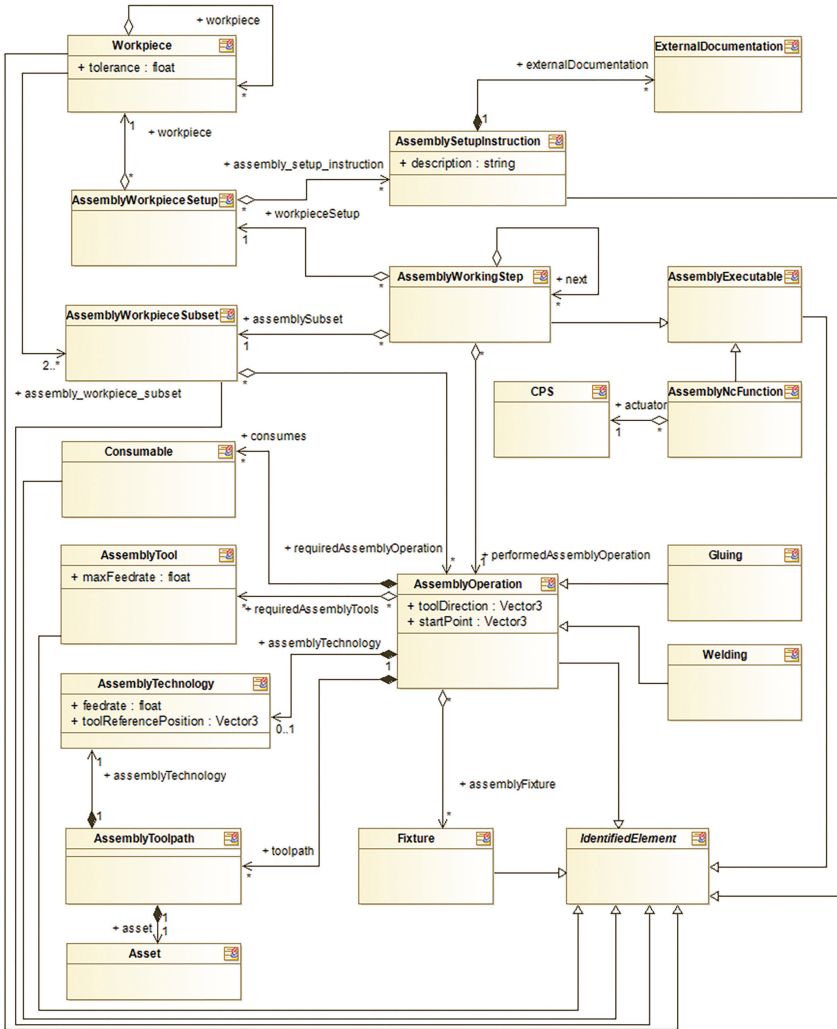 + workpiece
Workpiece
+ tolerance : float
*
ExternalDocumentation
+ externalDocumentation
*
1
1
+ workpiece
AssemblySetupInstruction
+ description : string
+ assembly_setup_instruction
*
*
AssemblyWorkpieceSetup
*
+ workpieceSetup
1
*
AssemblyWorkingStep
+ next
*
AssemblyExecutable
AssemblyWorkpieceSubset
+ assemblySubset
1
*
*
2..*
*
+ assembly_workpiece_subset
CPS
+ actuator
1
*
AssemblyNcFunction
+ consumes
*
Consumable
+ requiredAssemblyOperation
*
+ performedAssemblyOperation
1
AssemblyTool
+ maxFeedrate : float
AssemblyOperation
+ toolDirection : Vector3
+ startPoint : Vector3
Gluing
* + requiredAssemblyTools *
+ assemblyTechnology
1
Welding
AssemblyTechnology
+ feedrate : float
+ toolReferencePosition : Vector3
0..1
*
1
+ assemblyTechnology
1
+ assemblyFixture
*
AssemblyToolpath
+ toolpath
*
Fixture
IdentifiedElement
1
+ asset
1
Asset